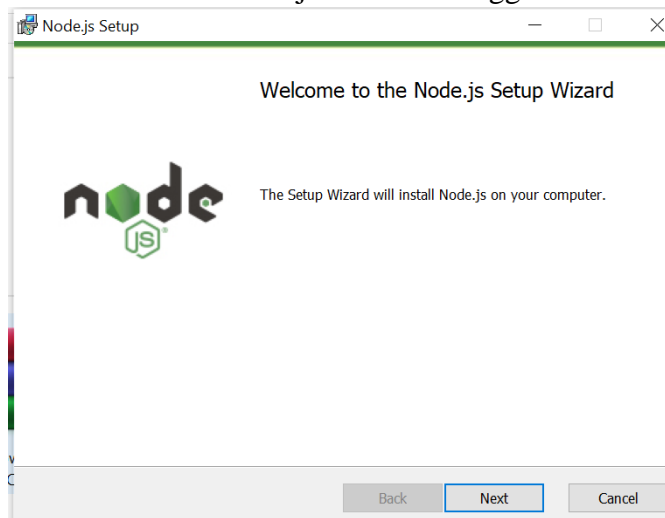 Node.js Setup
Welcome to the Node.js Setup Wizard
node
JS
The Setup Wizard will install Node.js on your computer.
Back Next Cancel